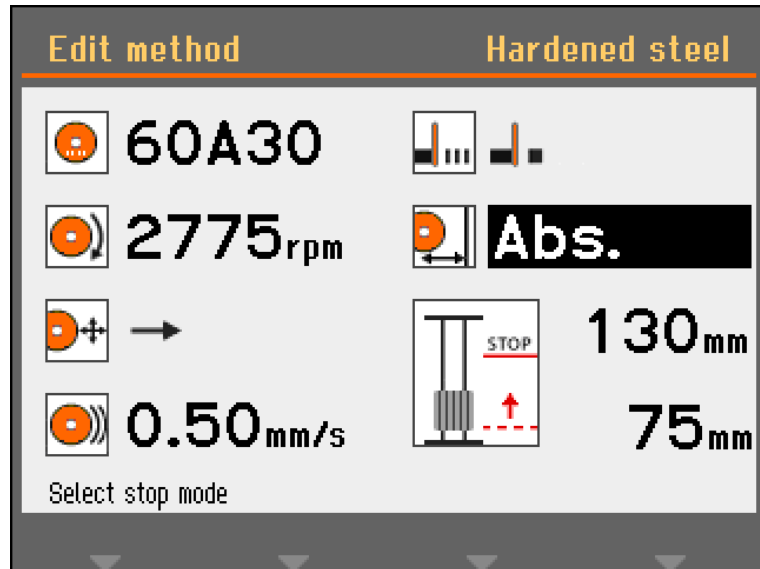 Edit method Hardened steel
60A30
2775rpm Abs.
STOP 130mm
0.50mm/s 75mm
Select stop mode